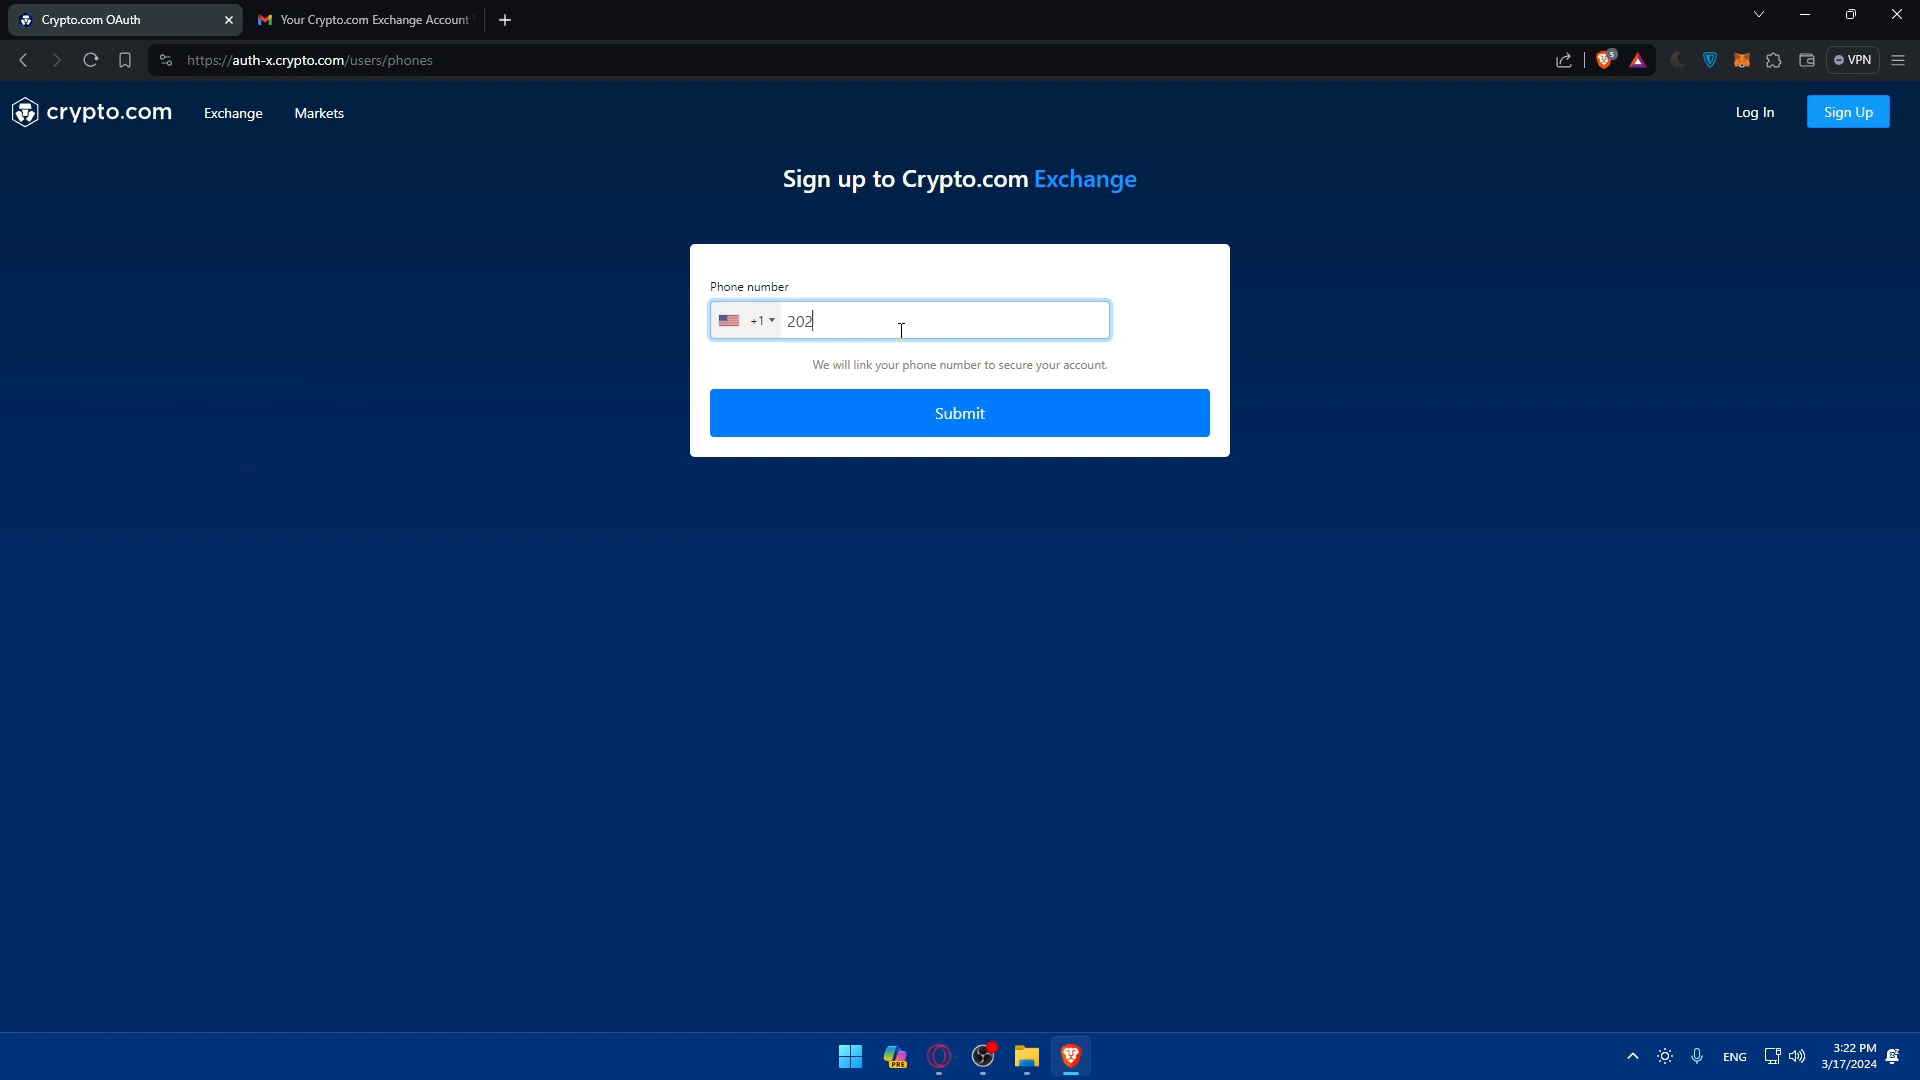 Crypto.com OAuth
Your Crypto.com Exchange Account
https://auth-x.crypto.com/users/phones
5
VPN
crypto.com
Exchange
Markets
Log In
Sign Up
Sign up to Crypto.com Exchange
Phone number
+1
202
We will link your phone number to secure your account.
Submit
PRE
ENG
3:22 PM
3/17/2024